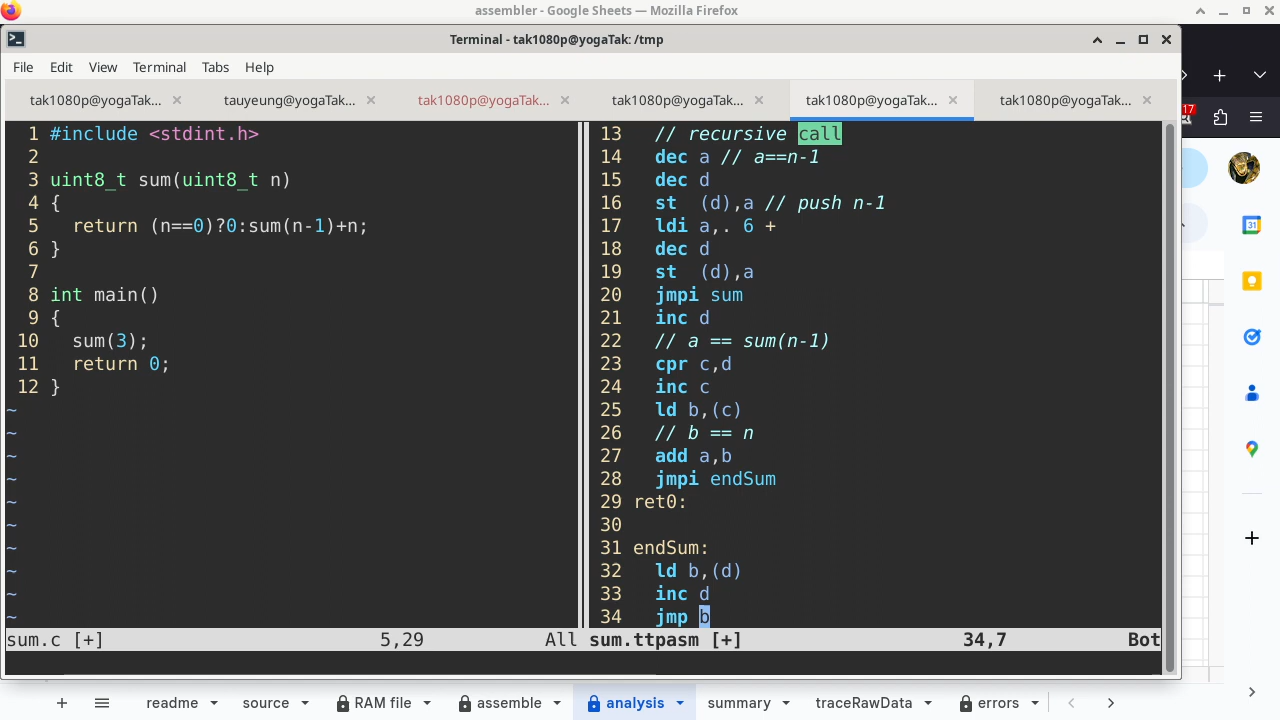 assembler - Google Sheets — Mozilla Firefox
Terminal - tak1080p@yogaTak: /tmp
File Edit View Terminal Tabs Help
tak1080p@yogaTak... × tauyeung@yogaTak... × tak1080p@yogaTak... × tak1080p@yogaTak... × tak1080p@yogaTak... × tak1080p@yogaTak... ×
1 #include <stdint.h>
2
3 uint8_t sum(uint8_t n)
4 {
5   return (n==0)?0:sum(n-1)+n;
6 }
7
8 int main()
9 {
10   sum(3);
11   return 0;
12 }
~
~
~
~
~
~
~
~
~
~
sum.c [+] 5,29 All
13   // recursive call
14   dec a // a==n-1
15   dec d
16   st  (d),a // push n-1
17   ldi a,. 6 +
18   dec d
19   st  (d),a
20   jmpi sum
21   inc d
22   // a == sum(n-1)
23   cpr c,d
24   inc c
25   ld b,(c)
26   // b == n
27   add a,b
28   jmpi endSum
29 ret0:
30
31 endSum:
32   ld b,(d)
33   inc d
34   jmp b
sum.ttpasm [+] 34,7 Bot
17
31
readme source RAM file assemble analysis summary traceRawData errors